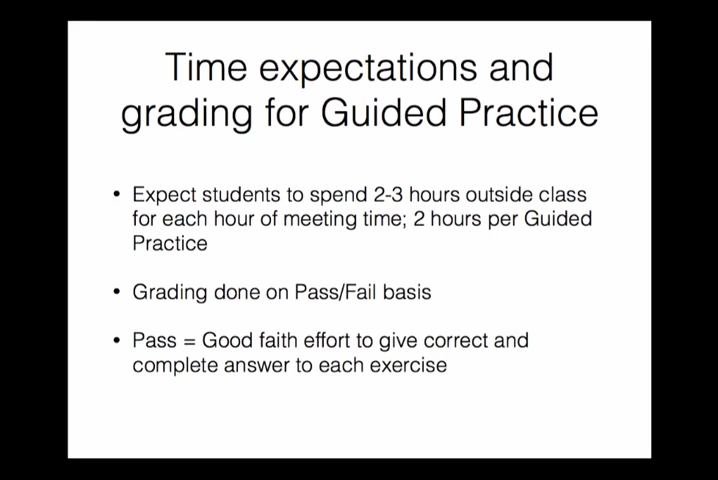 Time expectations and
grading for Guided Practice
• Expect students to spend 2-3 hours outside class
for each hour of meeting time; 2 hours per Guided
Practice
• Grading done on Pass/Fail basis
• Pass = Good faith effort to give correct and
complete answer to each exercise